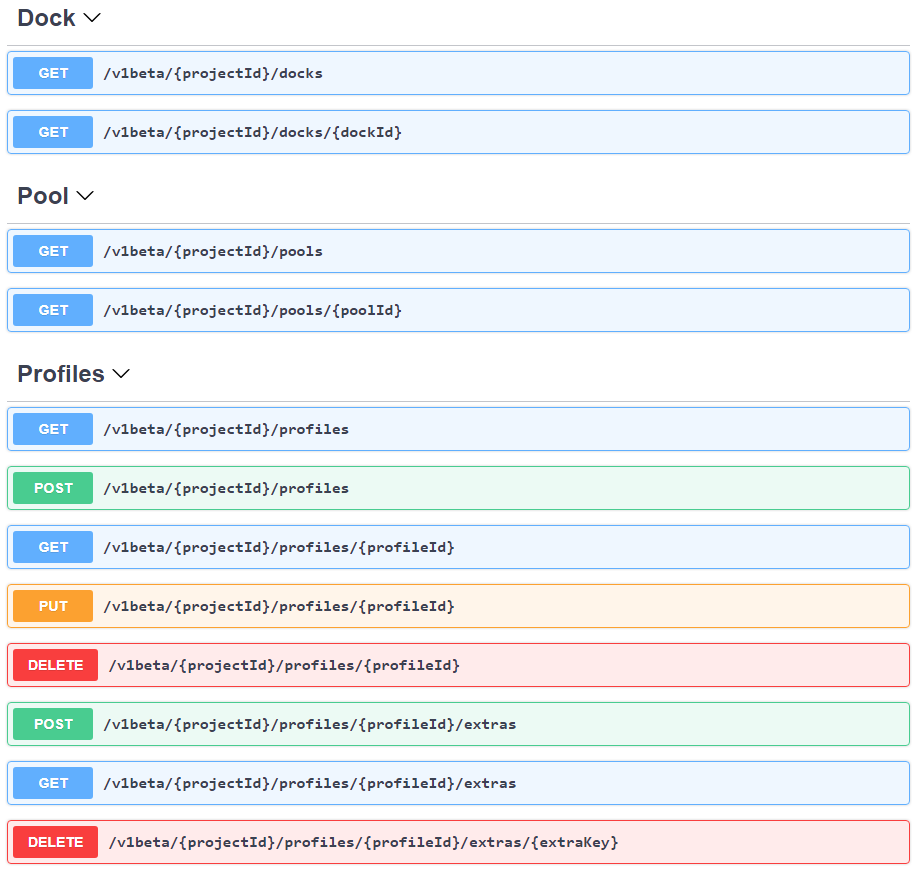 Dock
GET /v1beta/{projectId}/docks
GET /v1beta/{projectId}/docks/{dockId}
Pool
GET /v1beta/{projectId}/pools
GET /v1beta/{projectId}/pools/{poolId}
Profiles
GET /v1beta/{projectId}/profiles
POST /v1beta/{projectId}/profiles
GET /v1beta/{projectId}/profiles/{profileId}
PUT /v1beta/{projectId}/profiles/{profileId}
DELETE /v1beta/{projectId}/profiles/{profileId}
POST /v1beta/{projectId}/profiles/{profileId}/extras
GET /v1beta/{projectId}/profiles/{profileId}/extras
DELETE /v1beta/{projectId}/profiles/{profileId}/extras/{extraKey}